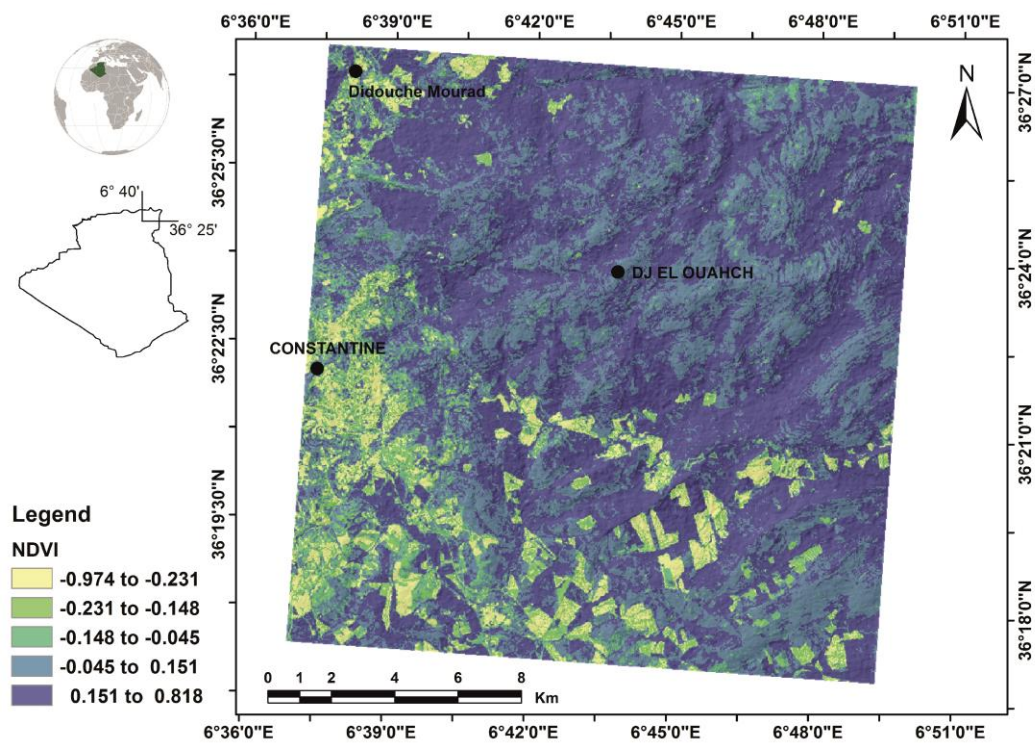 6°36'0"E 6°39'0"E 6°42'0"E 6°45'0"E 6°48'0"E 6°51'0"E
N
Didouche Mourad
36°27'0"N
36°25'30"N
6° 40'
36° 25'
DJ EL OUAHCH
36°24'0"N
36°22'30"N
CONSTANTINE
36°21'0"N
36°19'30"N
36°18'0"N
Legend
NDVI
-0.974 to -0.231
-0.231 to -0.148
-0.148 to -0.045
-0.045 to 0.151
0.151 to 0.818
0 1 2 4 6 8
Km
6°36'0"E 6°39'0"E 6°42'0"E 6°45'0"E 6°48'0"E 6°51'0"E